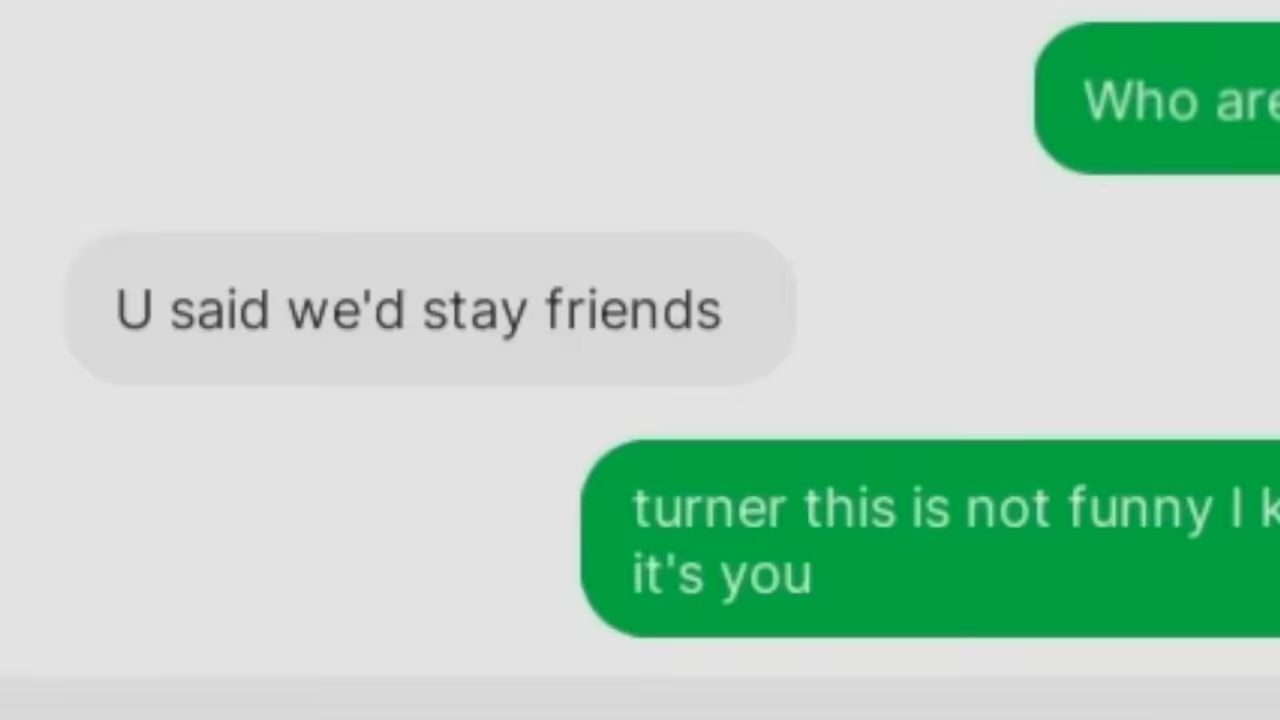 Who are
U said we'd stay friends
turner this is not funny I
it's you